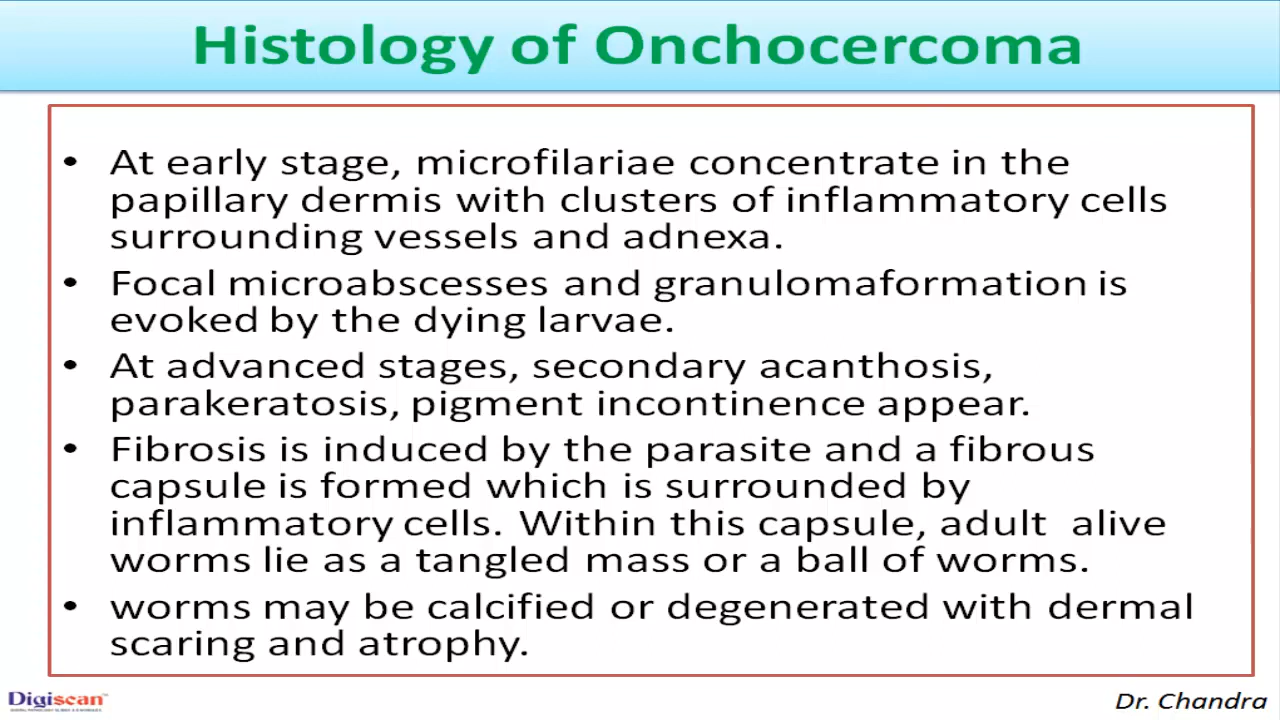 Histology of Onchocercoma
• At early stage, microfilariae concentrate in the
papillary dermis with clusters of inflammatory cells
surrounding vessels and adnexa.
• Focal microabscesses and granulomaformation is
evoked by the dying larvae.
• At advanced stages, secondary acanthosis,
parakeratosis, pigment incontinence appear.
• Fibrosis is induced by the parasite and a fibrous
capsule is formed which is surrounded by
inflammatory cells. Within this capsule, adult alive
worms lie as a tangled mass or a ball of worms.
• worms may be calcified or degenerated with dermal
scaring and atrophy.
Digiscan
Dr. Chandra